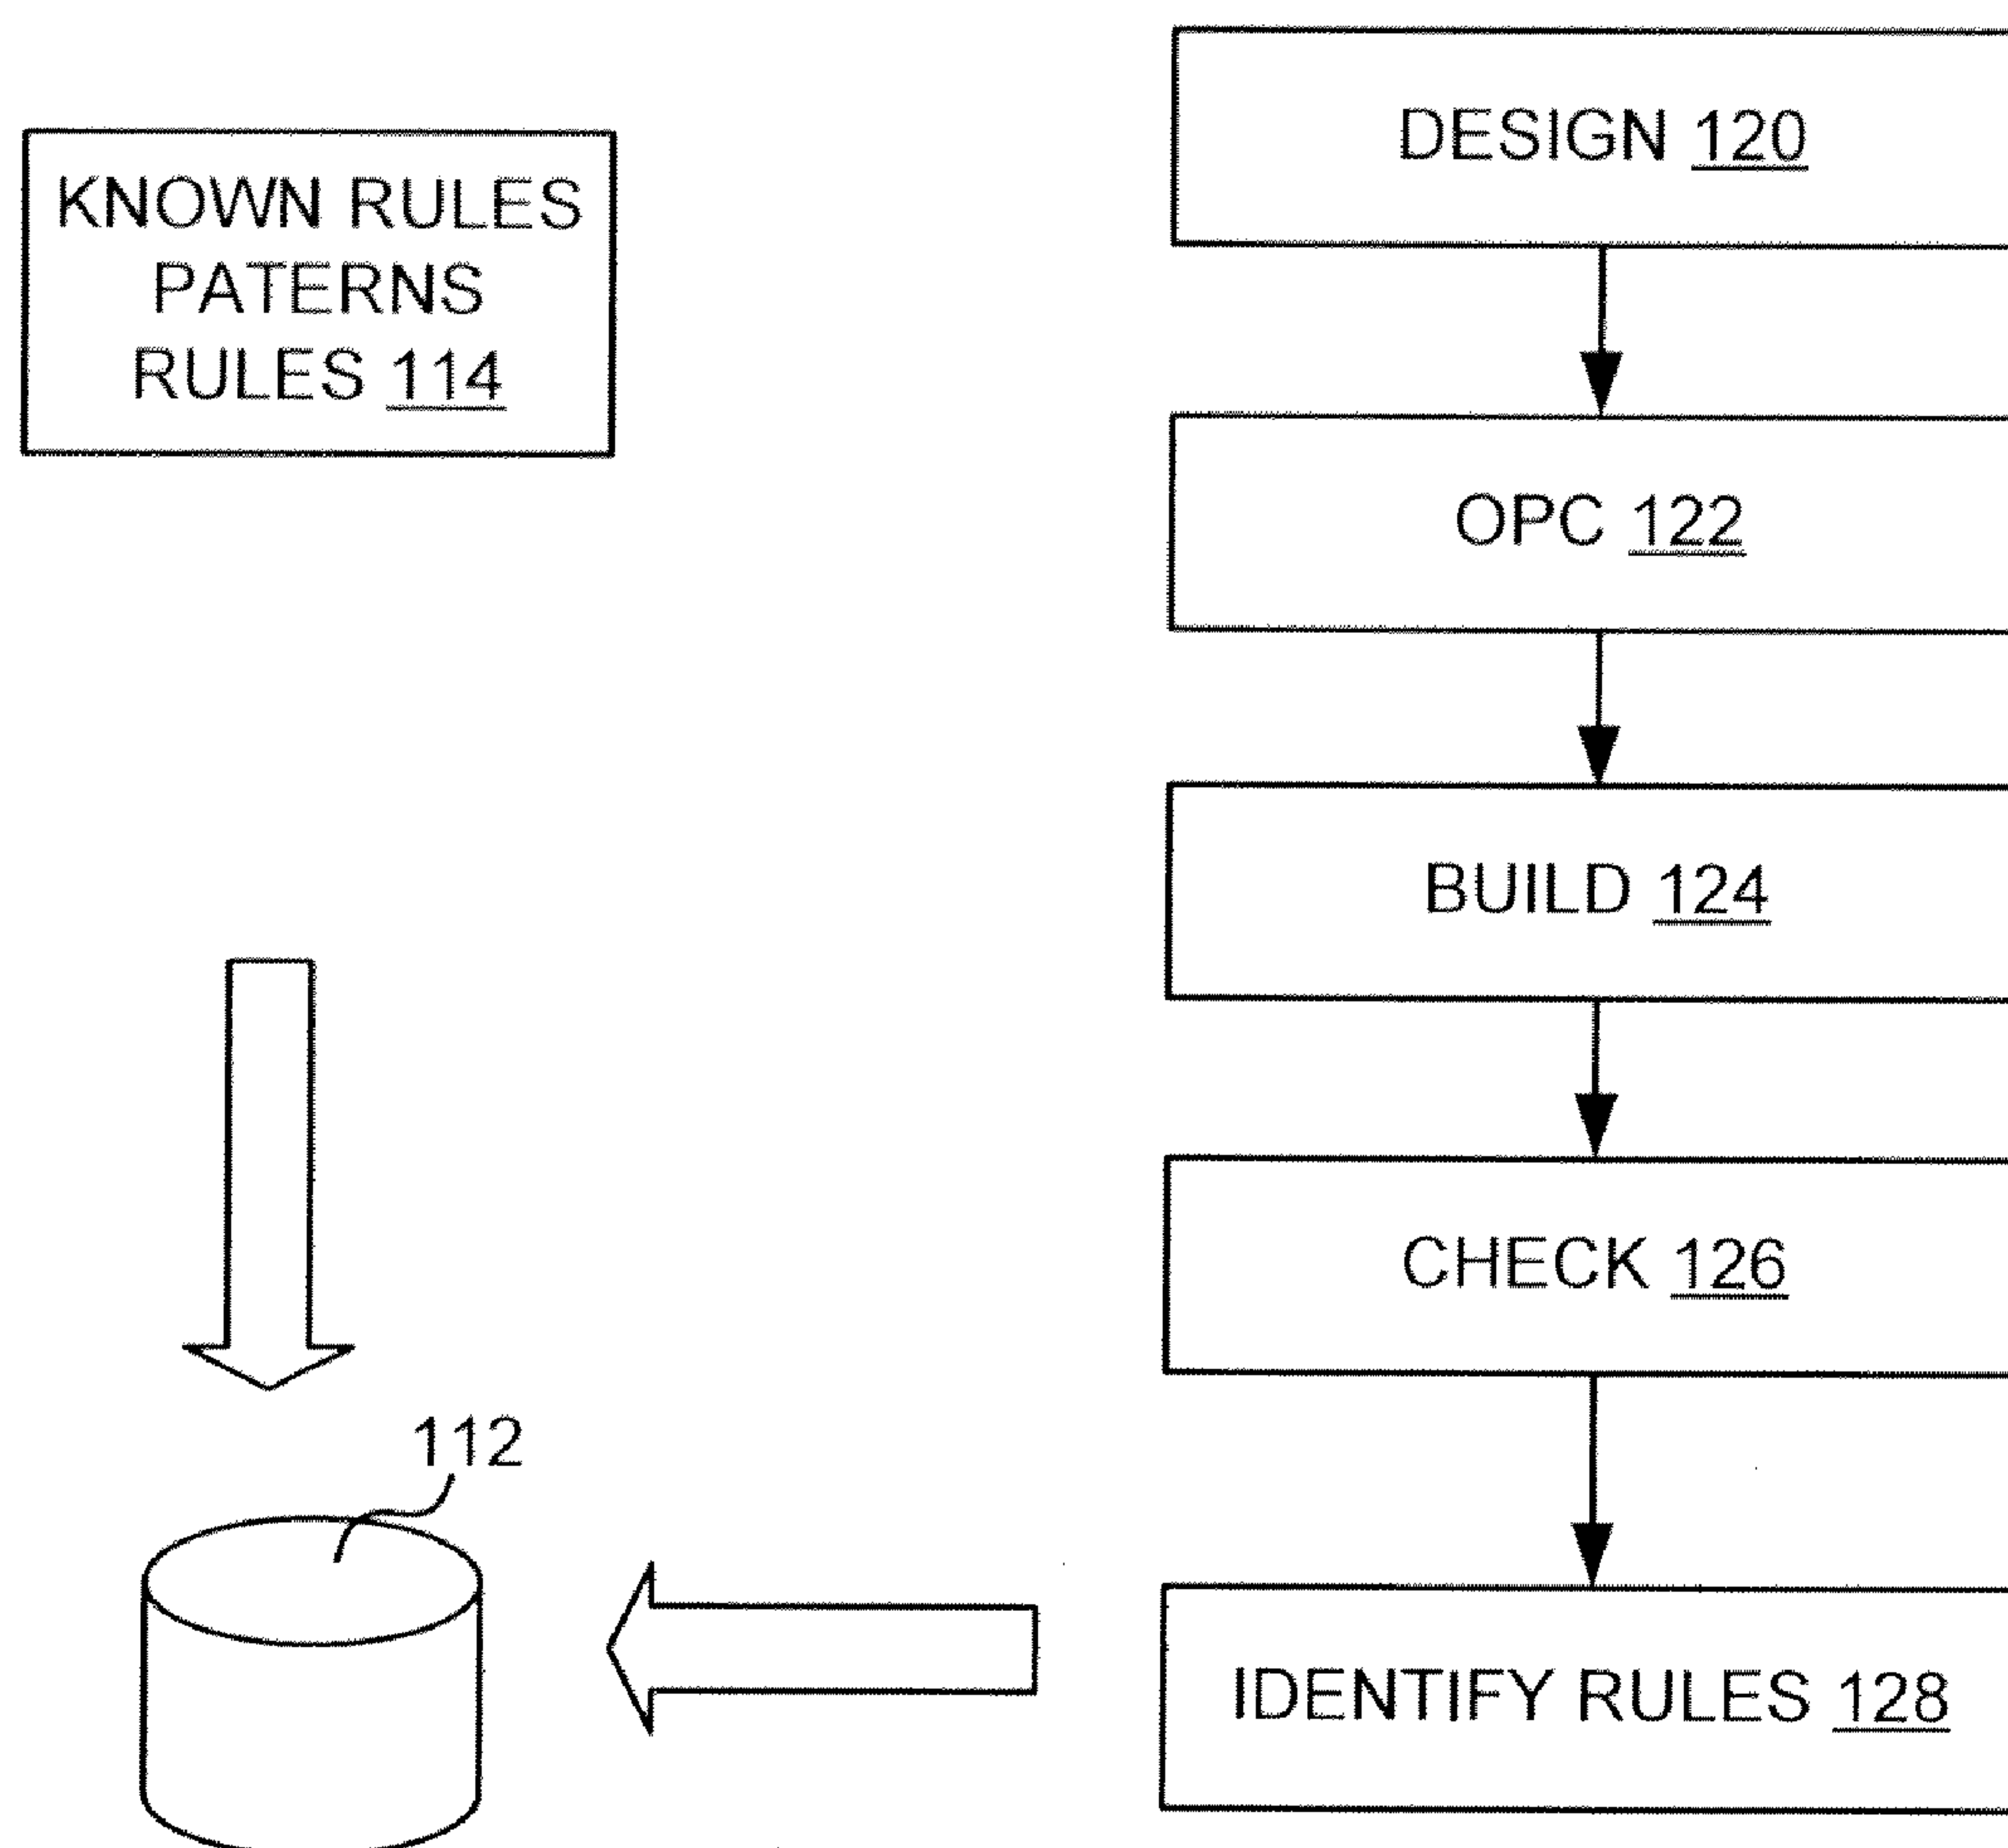 KNOWN RULES
PATERNS
RULES 114
DESIGN 120
OPC 122
BUILD 124
CHECK 126
112
IDENTIFY RULES 128